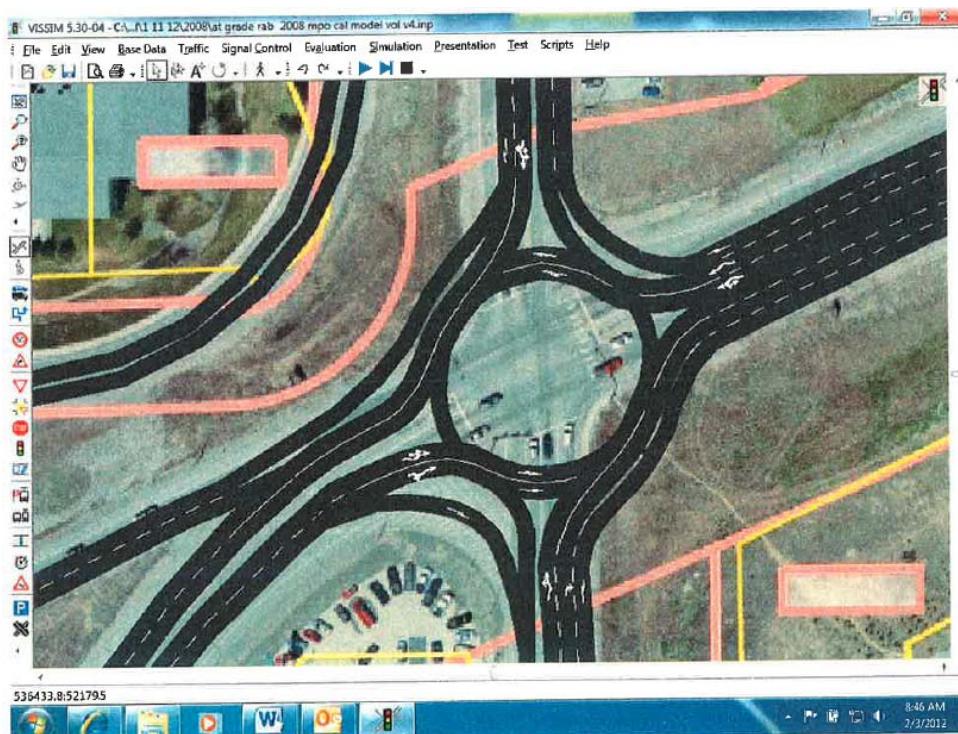 VISSIM 5.30-04 - C:\...\1 11 12\2008\at grade rab 2008 mpo cal model vol v4.inp
File Edit View Base Data Traffic Signal Control Evaluation Simulation Presentation Test Scripts Help
536433.8:52179.5
8:46 AM
2/3/2012